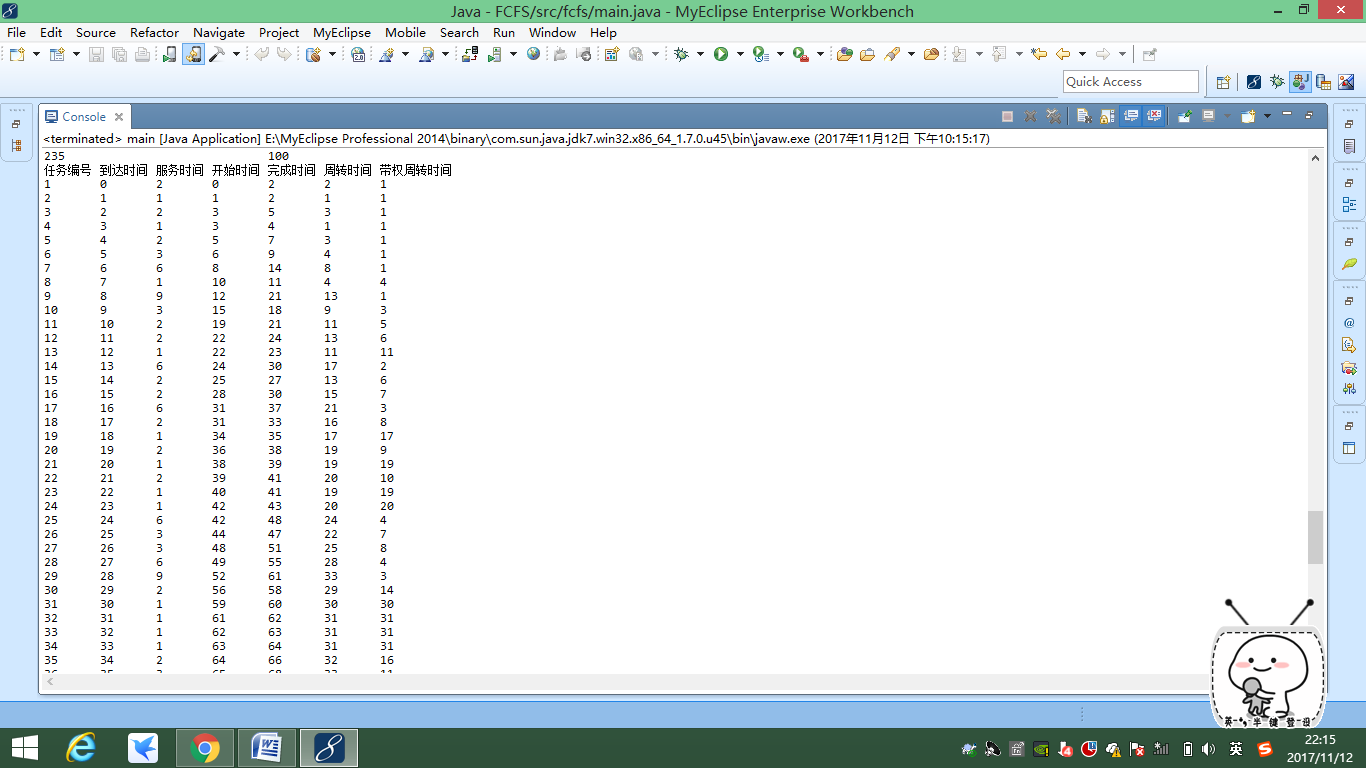 Java - FCFS/src/fcfs/main.java - MyEclipse Enterprise Workbench
File Edit Source Refactor Navigate Project MyEclipse Mobile Search Run Window Help
Quick Access
Console
<terminated> main [Java Application] E:\MyEclipse Professional 2014\binary\com.sun.java.jdk7.win32.x86_64_1.7.0.u45\bin\javaw.exe (2017年11月12日 下午10:15:17)
235 100
任务编号 到达时间 服务时间 开始时间 完成时间 周转时间 带权周转时间
1 0 2 0 2 2 1
2 1 1 1 2 1 1
3 2 2 3 5 3 1
4 3 1 3 4 1 1
5 4 2 5 7 3 1
6 5 3 6 9 4 1
7 6 6 8 14 8 1
8 7 1 10 11 4 4
9 8 9 12 21 13 1
10 9 3 15 18 9 3
11 10 2 19 21 11 5
12 11 2 22 24 13 6
13 12 1 22 23 11 11
14 13 6 24 30 17 2
15 14 2 25 27 13 6
16 15 2 28 30 15 7
17 16 6 31 37 21 3
18 17 2 31 33 16 8
19 18 1 34 35 17 17
20 19 2 36 38 19 9
21 20 1 38 39 19 19
22 21 2 39 41 20 10
23 22 1 40 41 19 19
24 23 1 42 43 20 20
25 24 6 42 48 24 4
26 25 3 44 47 22 7
27 26 3 48 51 25 8
28 27 6 49 55 28 4
29 28 9 52 61 33 3
30 29 2 56 58 29 14
31 30 1 59 60 30 30
32 31 1 61 62 31 31
33 32 1 62 63 31 31
34 33 1 63 64 31 31
35 34 2 64 66 32 16
英 半 键 登 设
英
22:15
2017/11/12